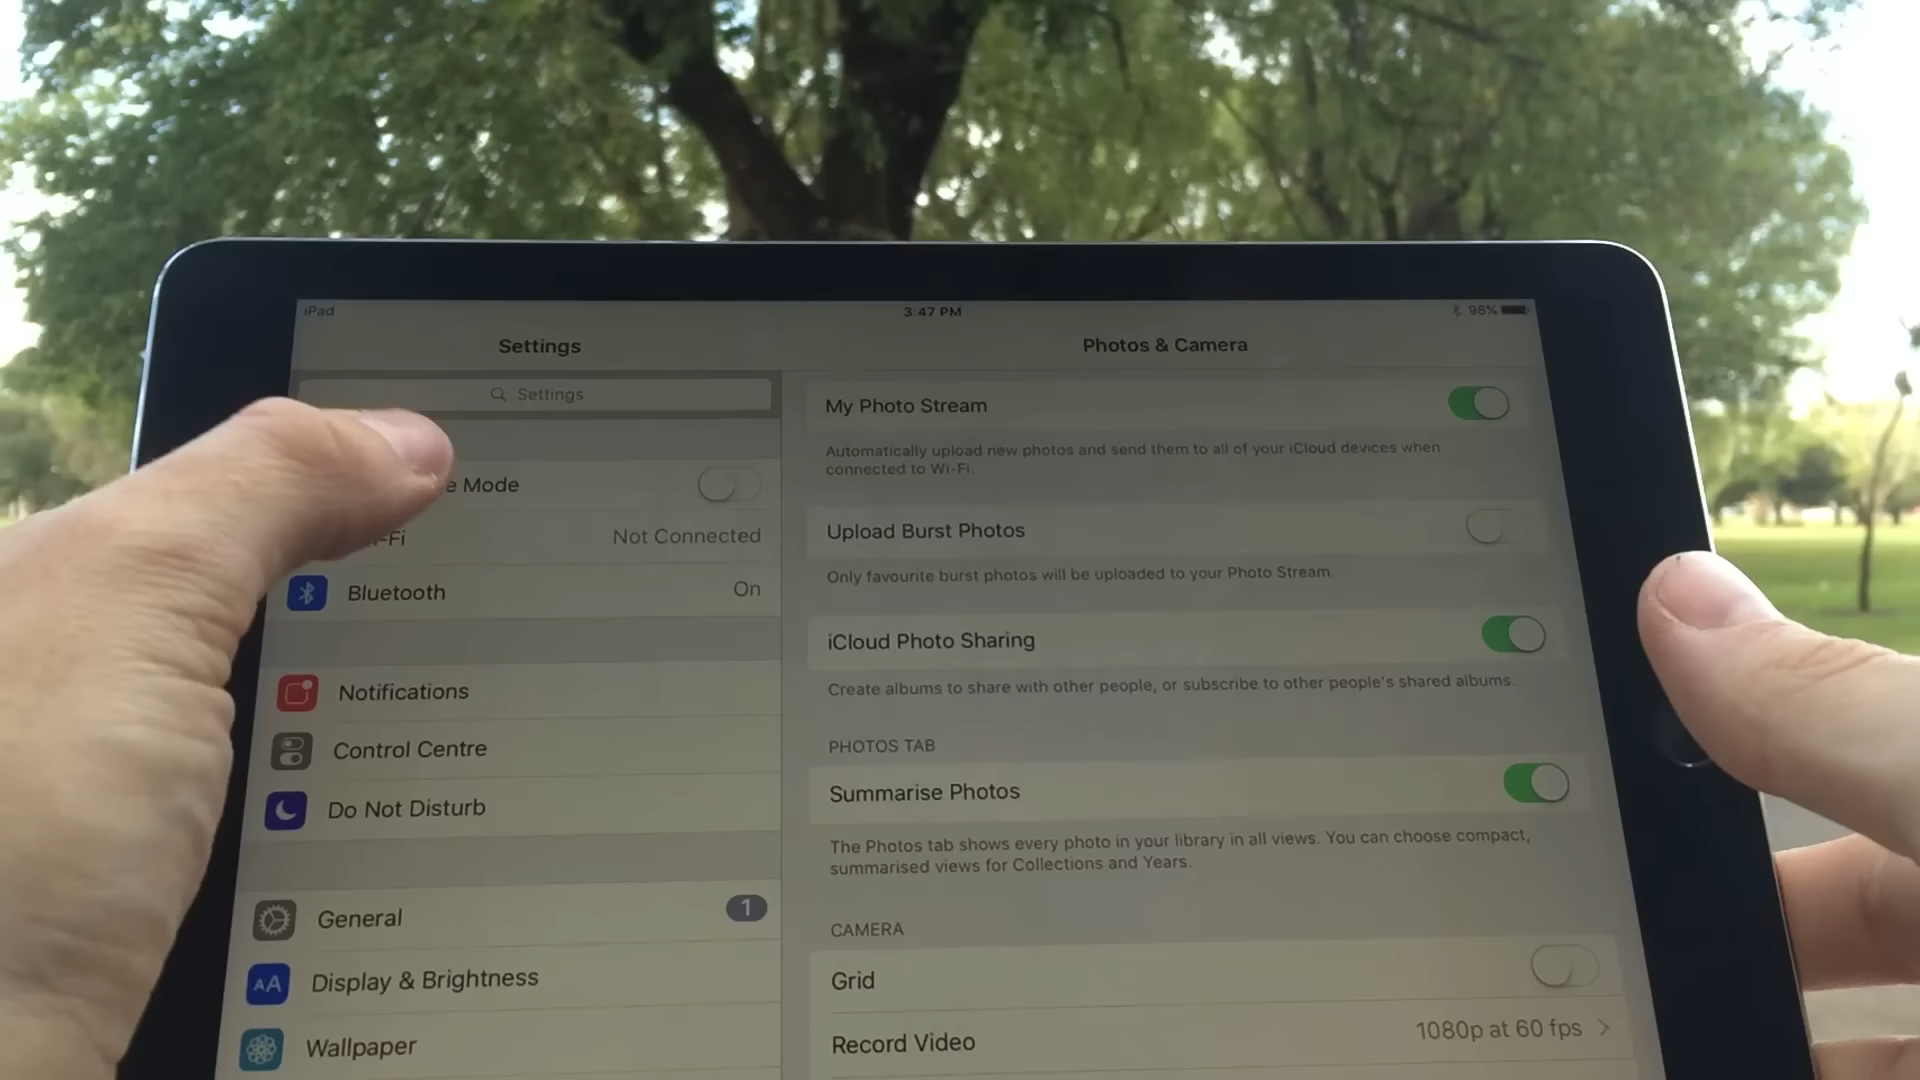 iPad
3:47 PM
98%
Settings
Photos & Camera
Settings
e Mode
-Fi
Not Connected
Bluetooth
On
Notifications
Control Centre
Do Not Disturb
General
1
AA
Display & Brightness
Wallpaper
My Photo Stream
Automatically upload new photos and send them to all of your iCloud devices when
connected to Wi-Fi.
Upload Burst Photos
Only favourite burst photos will be uploaded to your Photo Stream.
iCloud Photo Sharing
Create albums to share with other people, or subscribe to other people's shared albums.
PHOTOS TAB
Summarise Photos
The Photos tab shows every photo in your library in all views. You can choose compact,
summarised views for Collections and Years.
CAMERA
Grid
Record Video
1080p at 60 fps